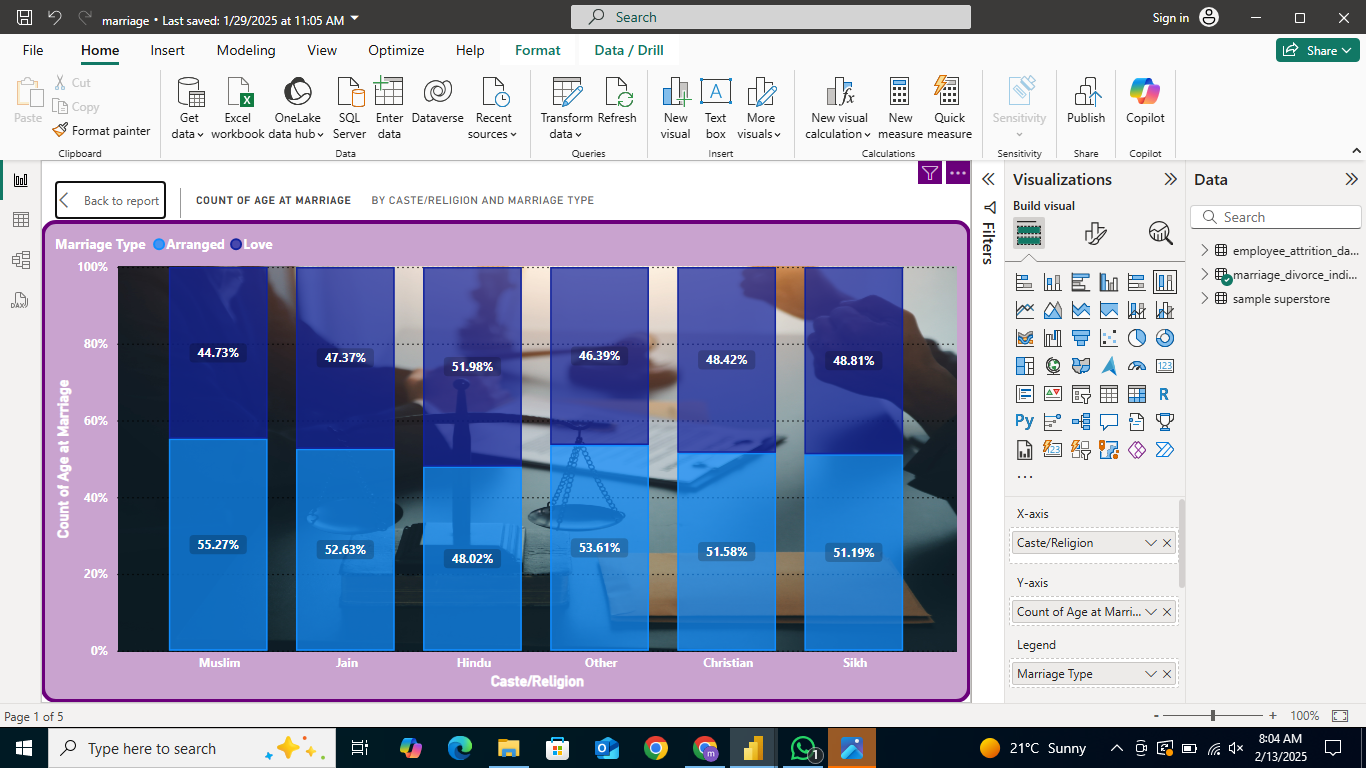 marriage • Last saved: 1/29/2025 at 11:05 AM
Search
Sign in
File
Home
Insert
Modeling
View
Optimize
Help
Format
Data / Drill
Share
Paste
Cut
Copy
Format painter
Clipboard
Get data
Excel workbook
OneLake data hub
SQL Server
Enter data
Dataverse
Recent sources
Data
Transform data
Refresh
Queries
New visual
Text box
More visuals
Insert
New visual calculation
New measure
Quick measure
Calculations
Sensitivity
Sensitivity
Publish
Share
Copilot
Copilot
Back to report
COUNT OF AGE AT MARRIAGE
BY CASTE/RELIGION AND MARRIAGE TYPE
Marriage Type Arranged Love
Count of Age at Marriage
100%
80%
60%
40%
20%
0%
44.73%
47.37%
51.98%
46.39%
48.42%
48.81%
55.27%
52.63%
48.02%
53.61%
51.58%
51.19%
Muslim
Jain
Hindu
Other
Christian
Sikh
Caste/Religion
Filters
Visualizations
Build visual
123
R
Py
123
...
X-axis
Caste/Religion
Y-axis
Count of Age at Marri...
Legend
Marriage Type
Data
Search
employee_attrition_da...
marriage_divorce_indi...
sample superstore
DAX
Page 1 of 5
- + 100%
Type here to search
m
1
21°C Sunny
8:04 AM
2/13/2025